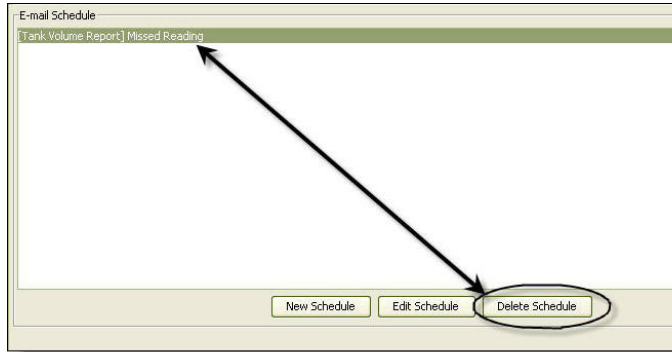 E-mail Schedule
[Tank Volume Report] Missed Reading
New Schedule Edit Schedule Delete Schedule